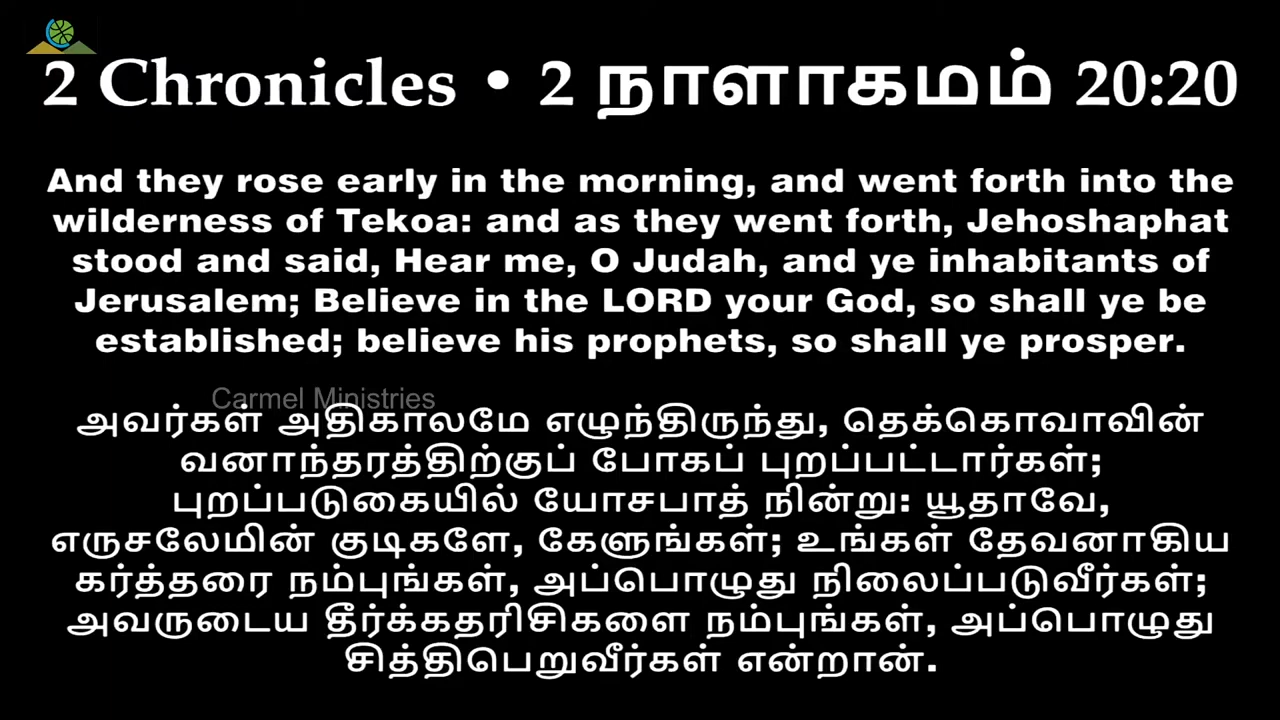 2 Chronicles • 2 நாளாகமம் 20:20
And they rose early in the morning, and went forth into the
wilderness of Tekoa: and as they went forth, Jehoshaphat
stood and said, Hear me, O Judah, and ye inhabitants of
Jerusalem; Believe in the LORD your God, so shall ye be
established; believe his prophets, so shall ye prosper.
Carmel Ministries
அவர்கள் அதிகாலமே எழுந்திருந்து, தெக்கொவாவின்
வனாந்தரத்திற்குப் போகப் புறப்பட்டார்கள்;
புறப்படுகையில் யோசபாத் நின்று: யூதாவே,
எருசலேமின் குடிகளே, கேளுங்கள்; உங்கள் தேவனாகிய
கர்த்தரை நம்புங்கள், அப்பொழுது நிலைப்படுவீர்கள்;
அவருடைய தீர்க்கதரிசிகளை நம்புங்கள், அப்பொழுது
சித்திபெறுவீர்கள் என்றான்.